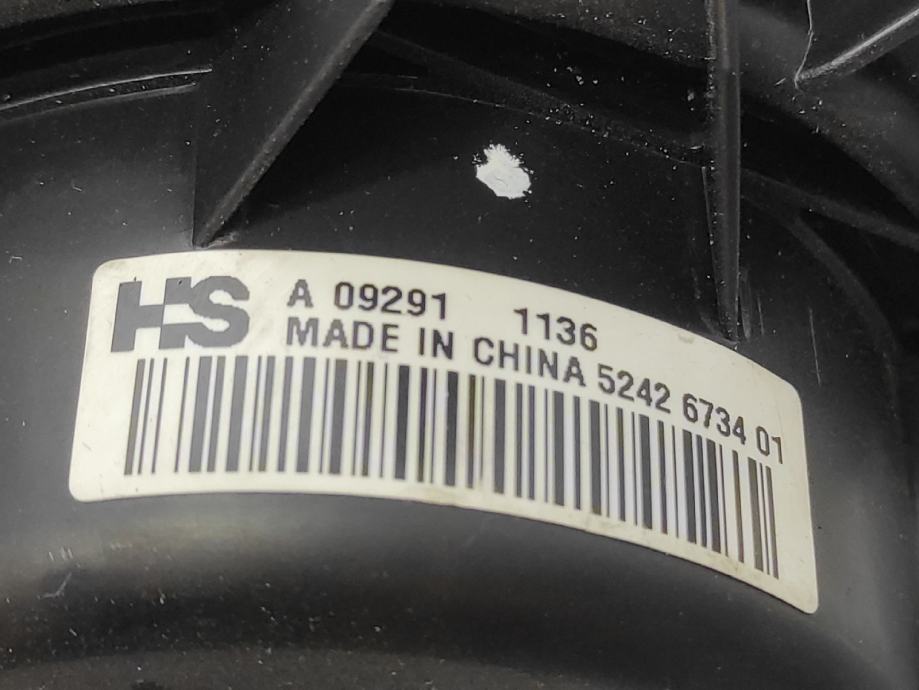 HS A 09291 1136
MADE IN CHINA 5242 6734 01